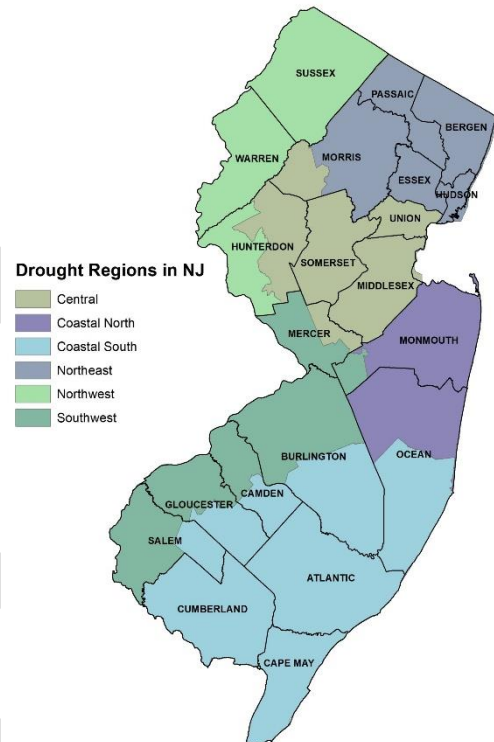 SUSSEX
PASSAIC
BERGEN
WARREN
MORRIS
ESSEX
HUDSON
UNION
HUNTERDON
SOMERSET
MIDDLESEX
Drought Regions in NJ
Central
Coastal North
Coastal South
Northeast
Northwest
Southwest
MERCER
MONMOUTH
OCEAN
BURLINGTON
CAMDEN
GLOUCESTER
SALEM
ATLANTIC
CUMBERLAND
CAPE MAY